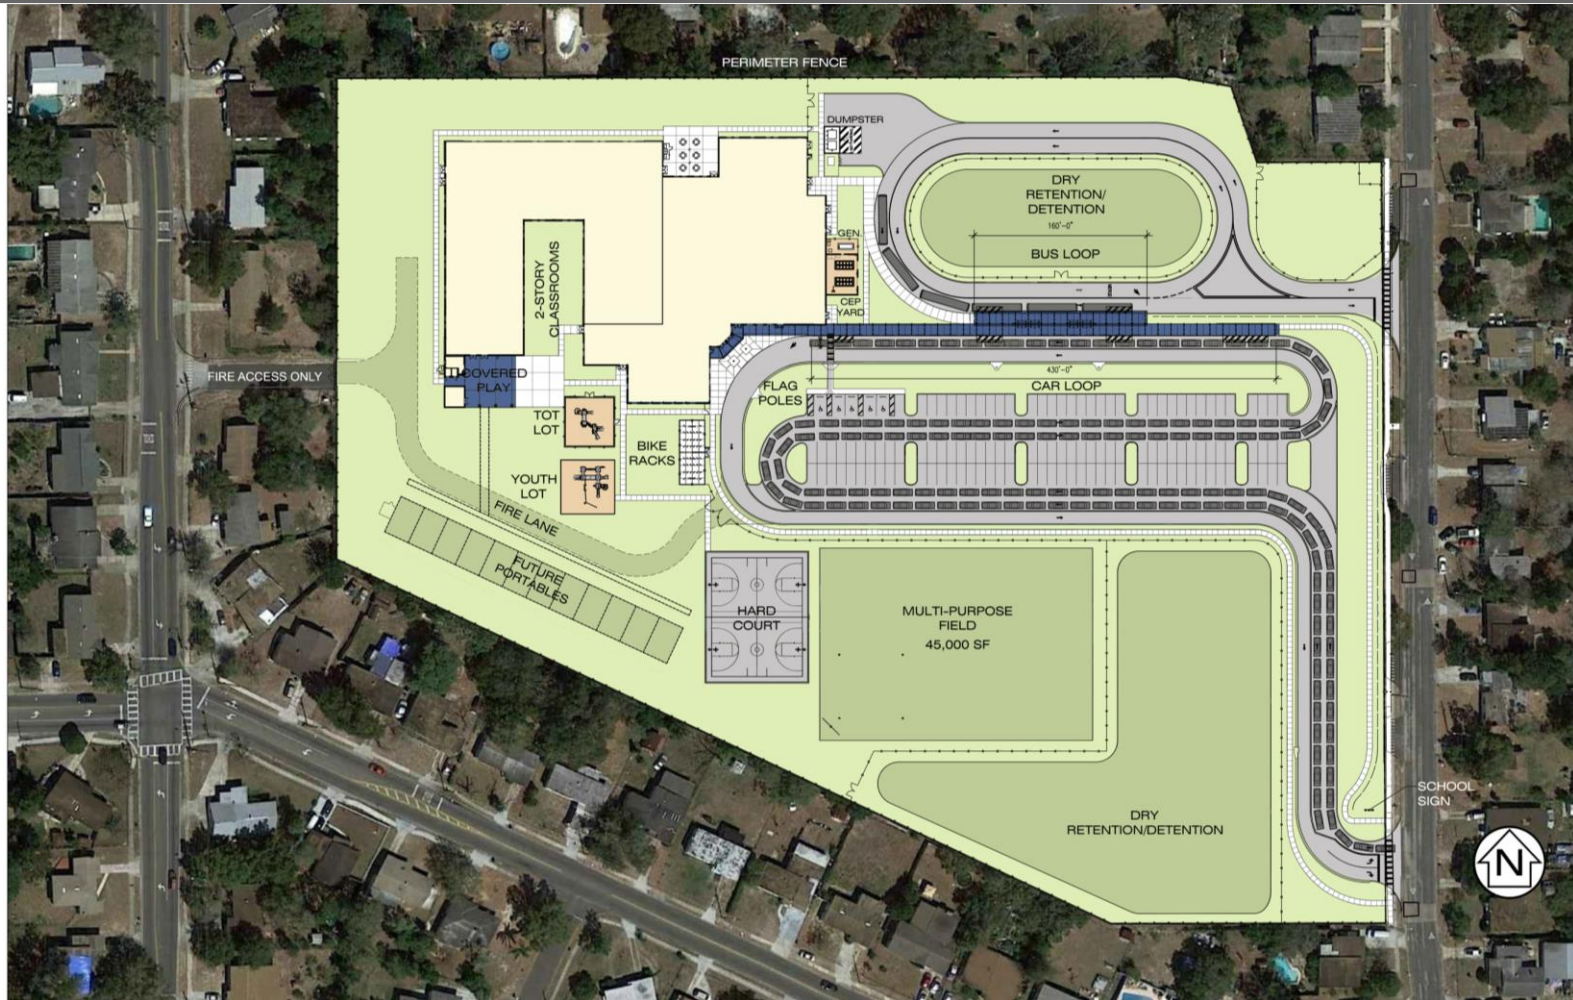 PERIMETER FENCE
DUMPSTER
DRY
RETENTION/
DETENTION
160'-0"
BUS LOOP
GEN.
CEP
YARD
2-STORY
CLASSROOMS
FIRE ACCESS ONLY
COVERED
PLAY
430'-0"
CAR LOOP
FLAG
POLES
TOT
LOT
BIKE
RACKS
YOUTH
LOT
FIRE LANE
FUTURE
PORTABLES
HARD
COURT
MULTI-PURPOSE
FIELD
45,000 SF
DRY
RETENTION/DETENTION
SCHOOL
SIGN
N